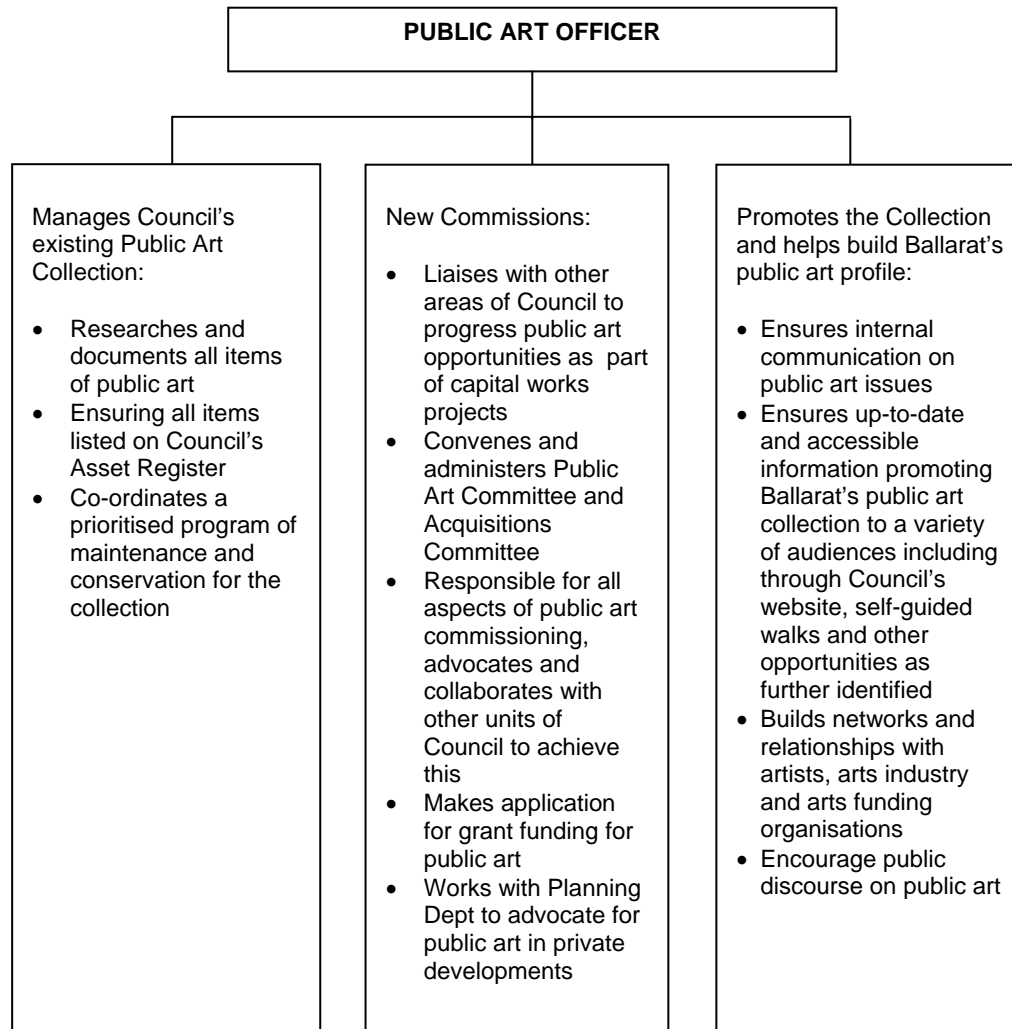 PUBLIC ART OFFICER
Manages Council's
existing Public Art
Collection:
• Researches and
documents all items
of public art
• Ensuring all items
listed on Council's
Asset Register
• Co-ordinates a
prioritised program of
maintenance and
conservation for the
collection
New Commissions:
• Liaises with other
areas of Council to
progress public art
opportunities as part
of capital works
projects
• Convenes and
administers Public
Art Committee and
Acquisitions
Committee
• Responsible for all
aspects of public art
commissioning,
advocates and
collaborates with
other units of
Council to achieve
this
• Makes application
for grant funding for
public art
• Works with Planning
Dept to advocate for
public art in private
developments
Promotes the Collection
and helps build Ballarat's
public art profile:
• Ensures internal
communication on
public art issues
• Ensures up-to-date
and accessible
information promoting
Ballarat's public art
collection to a variety
of audiences including
through Council's
website, self-guided
walks and other
opportunities as
further identified
• Builds networks and
relationships with
artists, arts industry
and arts funding
organisations
• Encourage public
discourse on public art